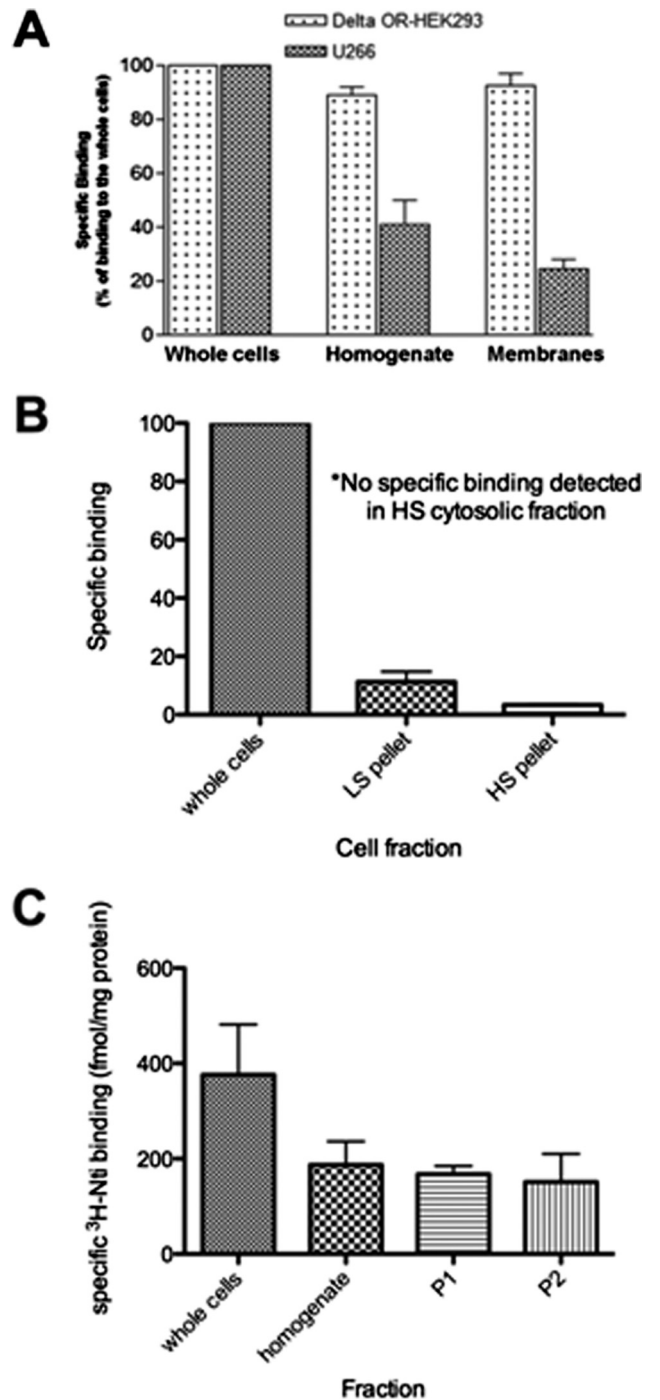 A
Delta OR-HEK293
U266
Specific Binding
(% of binding to the whole cells)
100
80
60
40
20
0
Whole cells Homogenate Membranes
B
Specific binding
100
80
60
40
20
0
*No specific binding detected
in HS cytosolic fraction
whole cells
LS pellet
HS pellet
Cell fraction
C
specific ³H-Nti binding (fmol/mg protein)
600
400
200
0
whole cells
homogenate
P1
P2
Fraction